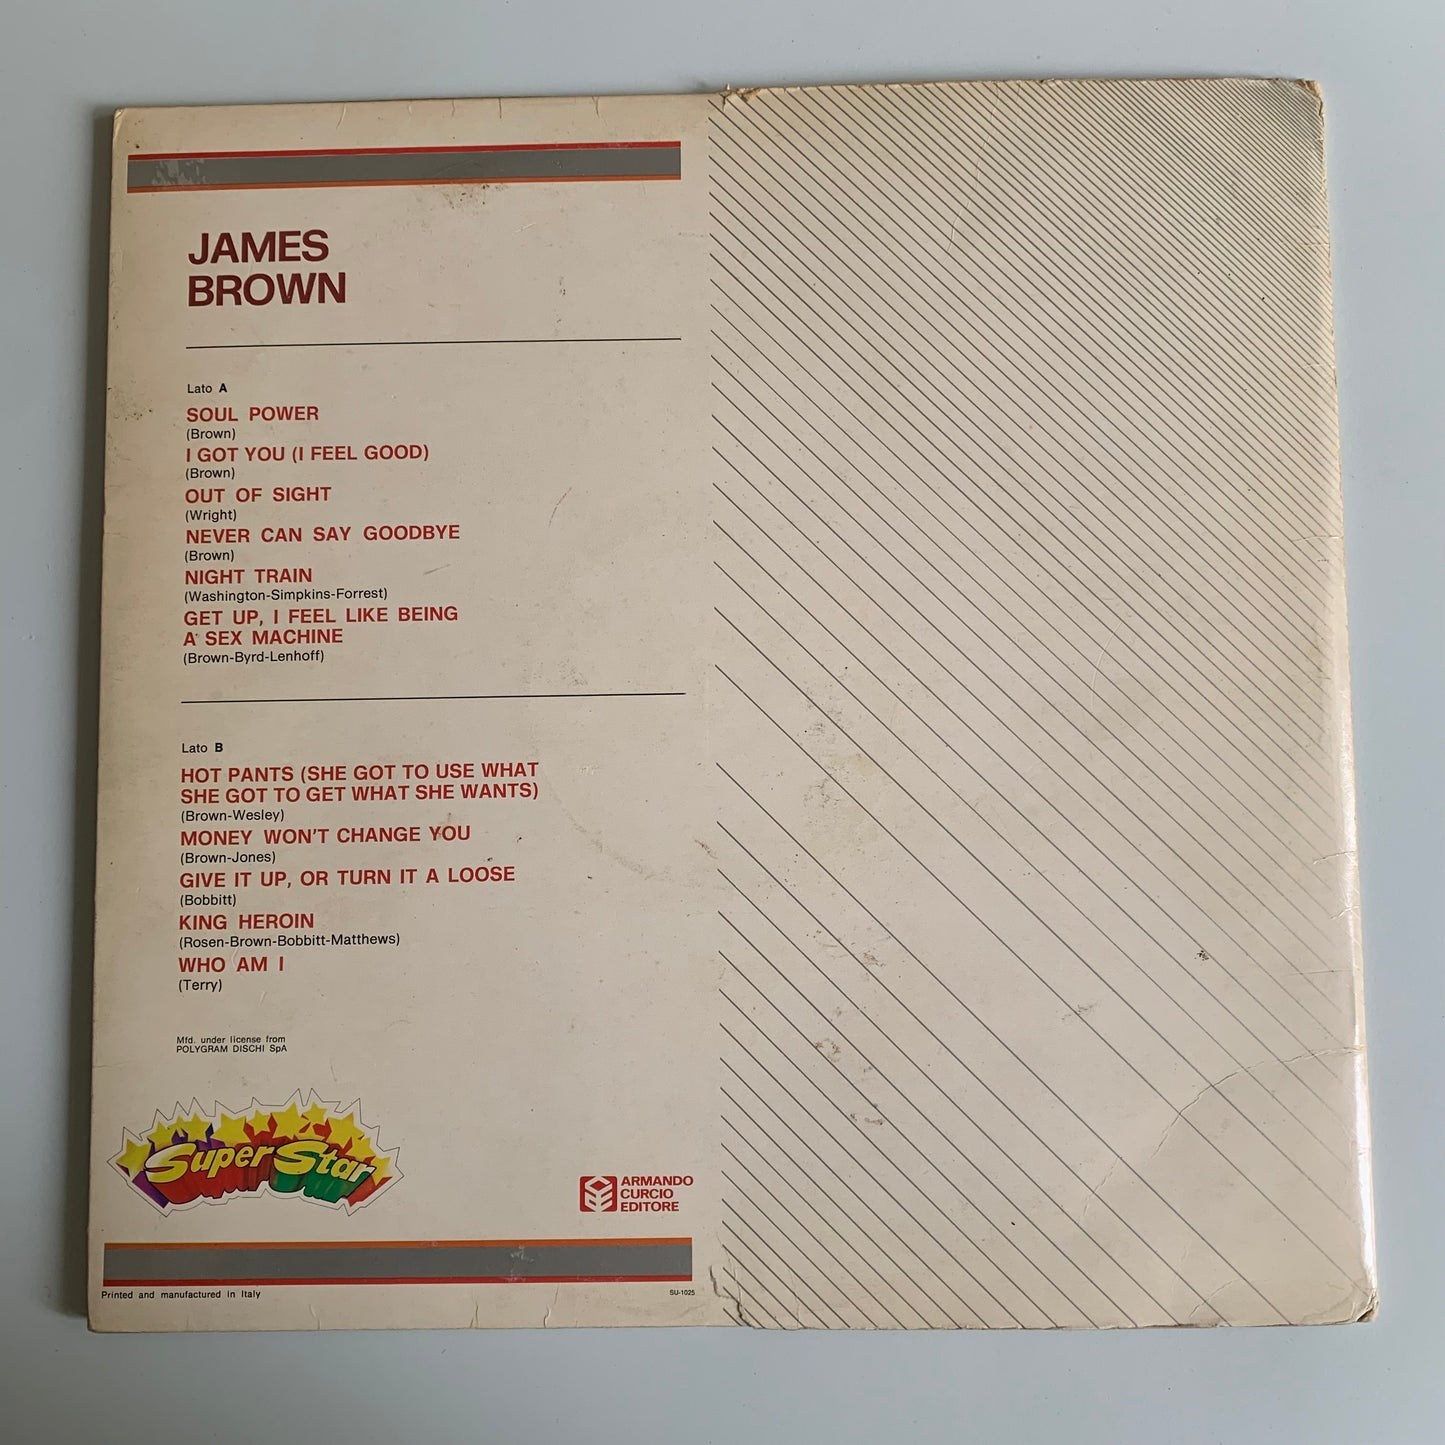 JAMES
BROWN
Lato A
SOUL POWER
(Brown)
I GOT YOU (I FEEL GOOD)
(Brown)
OUT OF SIGHT
(Wright)
NEVER CAN SAY GOODBYE
(Brown)
NIGHT TRAIN
(Washington-Simpkins-Forrest)
GET UP, I FEEL LIKE BEING
A SEX MACHINE
(Brown-Byrd-Lenhoff)
Lato B
HOT PANTS (SHE GOT TO USE WHAT
SHE GOT TO GET WHAT SHE WANTS)
(Brown-Wesley)
MONEY WON'T CHANGE YOU
(Brown-Jones)
GIVE IT UP, OR TURN IT A LOOSE
(Bobbitt)
KING HEROIN
(Rosen-Brown-Bobbitt-Matthews)
WHO AM I
(Terry)
Mfd. under license from
POLYGRAM DISCHI SpA
Super Star
ARMANDO
CURCIO
EDITORE
Printed and manufactured in Italy
SU-1025